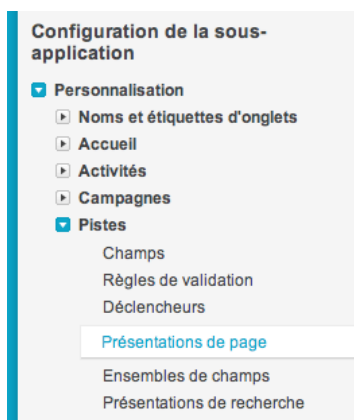 Configuration de la sous-
application
Personnalisation
Noms et étiquettes d'onglets
Accueil
Activités
Campagnes
Pistes
Champs
Règles de validation
Déclencheurs
Présentations de page
Ensembles de champs
Présentations de recherche